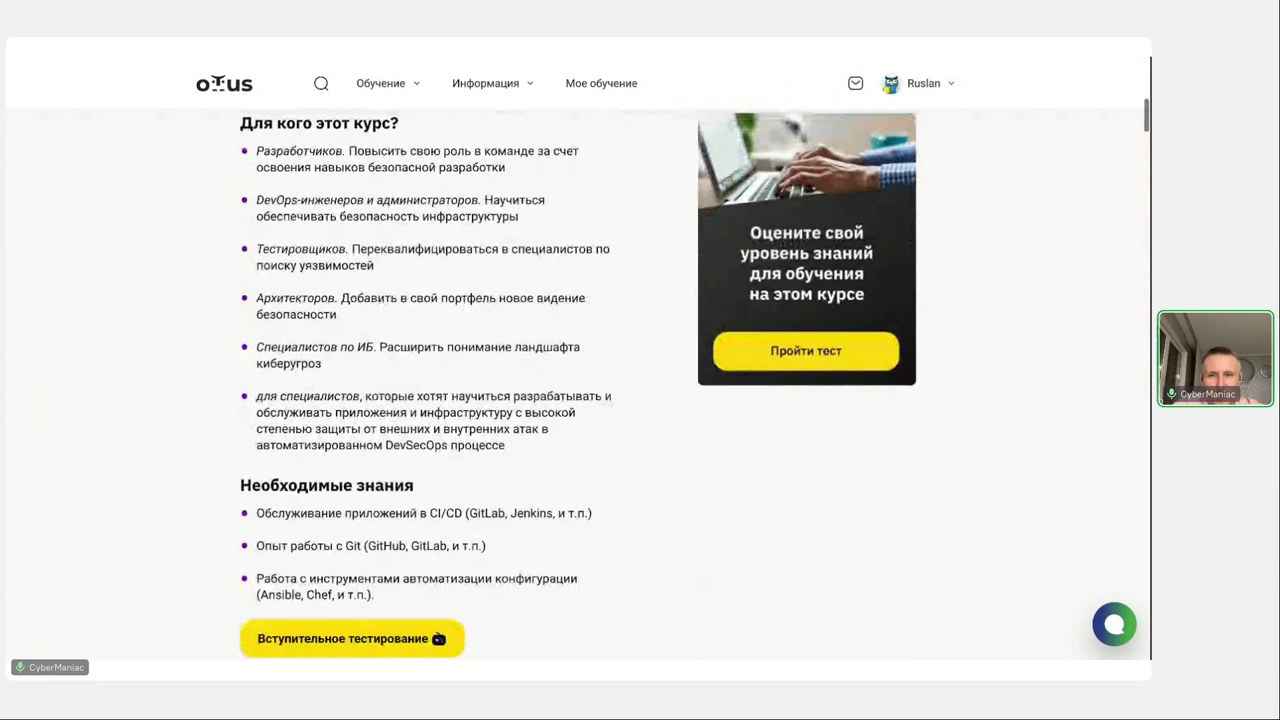 OTUS
Обучение
Информация
Мое обучение
Ruslan
Для кого этот курс?
Разработчиков. Повысить свою роль в команде за счет
освоения навыков безопасной разработки
DevOps-инженеров и администраторов. Научиться
обеспечивать безопасность инфраструктуры
Тестировщиков. Переквалифицироваться в специалистов по
поиску уязвимостей
Архитекторов. Добавить в свой портфель новое видение
безопасности
Специалистов по ИБ. Расширить понимание ландшафта
киберугроз
для специалистов, которые хотят научиться разрабатывать и
обслуживать приложения и инфраструктуру с высокой
степенью защиты от внешних и внутренних атак в
автоматизированном DevSecOps процессе
Необходимые знания
Обслуживание приложений в CI/CD (GitLab, Jenkins, и т.п.)
Опыт работы с Git (GitHub, GitLab, и т.п.)
Работа с инструментами автоматизации конфигурации
(Ansible, Chef, и т.п.).
Вступительное тестирование
Оцените свой
уровень знаний
для обучения
на этом курсе
Пройти тест
CyberManiac
CyberManiac